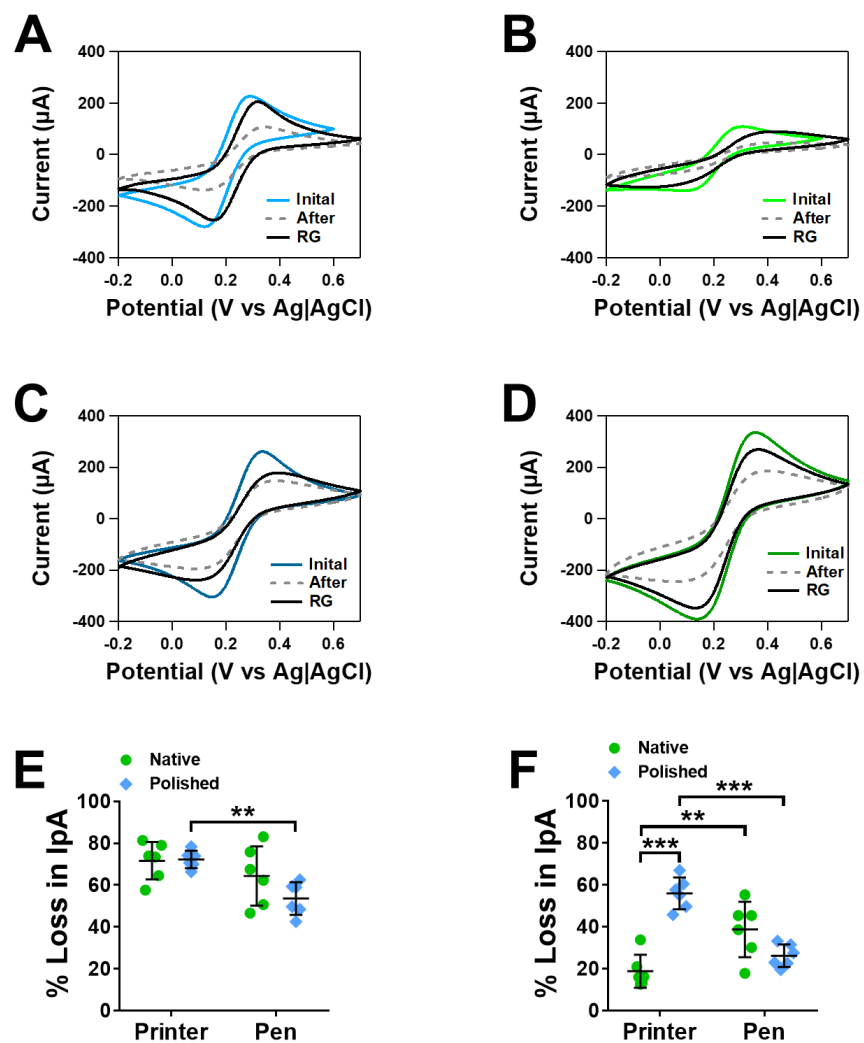 A
400
200
0
-200
-400
Current (µA)
Inital
After
RG
-0.2 0.0 0.2 0.4 0.6
Potential (V vs Ag|AgCl)
B
400
200
0
-200
-400
Current (µA)
Inital
After
RG
-0.2 0.0 0.2 0.4 0.6
Potential (V vs Ag|AgCl)
C
400
200
0
-200
-400
Current (µA)
Inital
After
RG
-0.2 0.0 0.2 0.4 0.6
Potential (V vs Ag|AgCl)
D
400
200
0
-200
-400
Current (µA)
Inital
After
RG
-0.2 0.0 0.2 0.4 0.6
Potential (V vs Ag|AgCl)
E
Native
Polished
100
80
60
40
20
0
% Loss in IpA
**
Printer Pen
F
Native
Polished
100
80
60
40
20
0
% Loss in IpA
***
**
***
Printer Pen